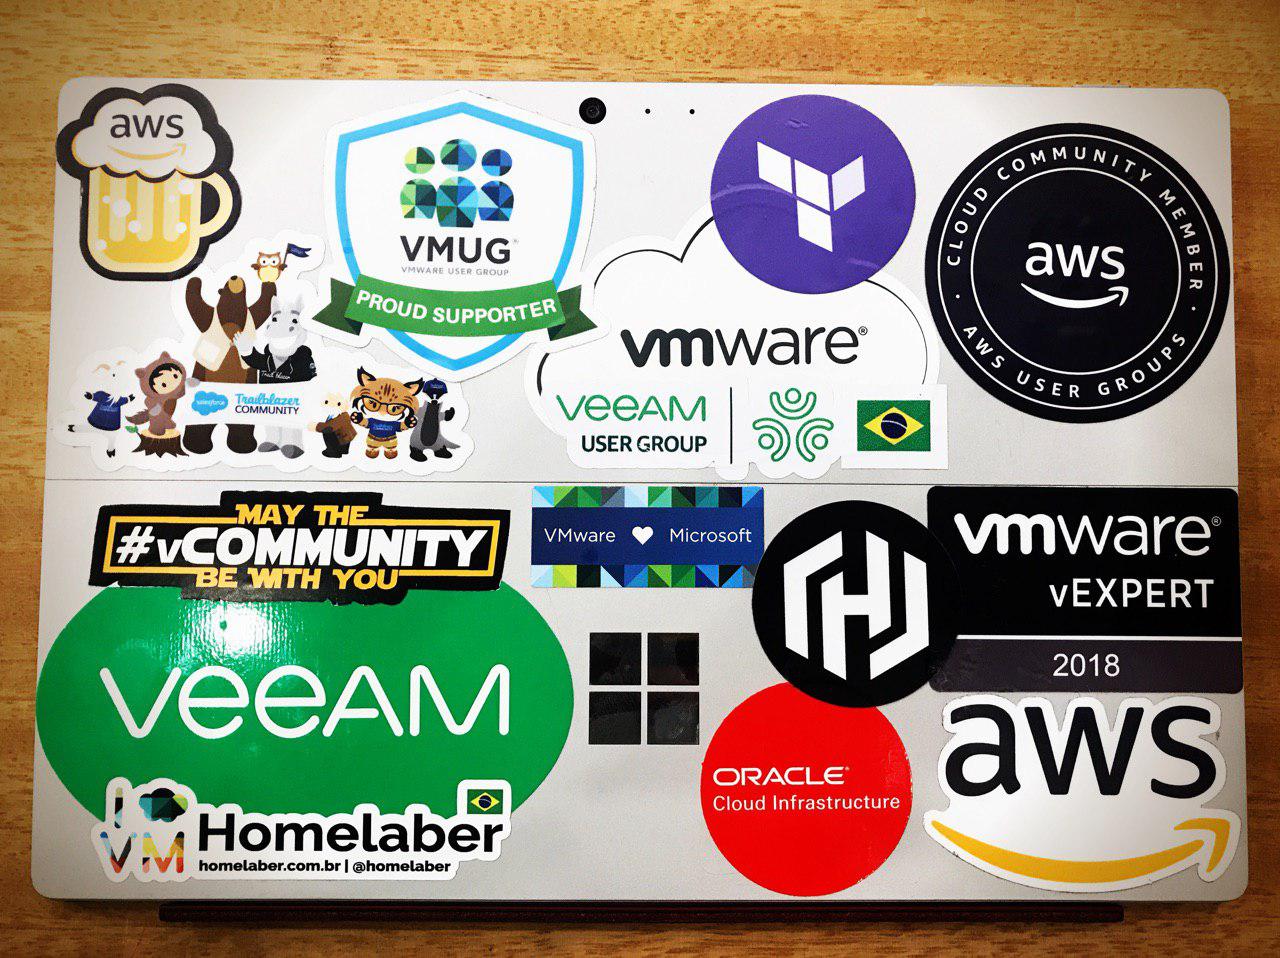 aws
VMUG
VMWARE USER GROUP
PROUD SUPPORTER
CLOUD COMMUNITY MEMBER
aws
AWS USER GROUPS
vmware®
veeAM
USER GROUP
salesforce
Trailblazer
COMMUNITY
MAY THE
#vCOMMUNITY
BE WITH YOU
VMware Microsoft
vmware®
vEXPERT
2018
veeAM
ORACLE®
Cloud Infrastructure
aws
I
VM
Homelaber
homelaber.com.br | @homelaber